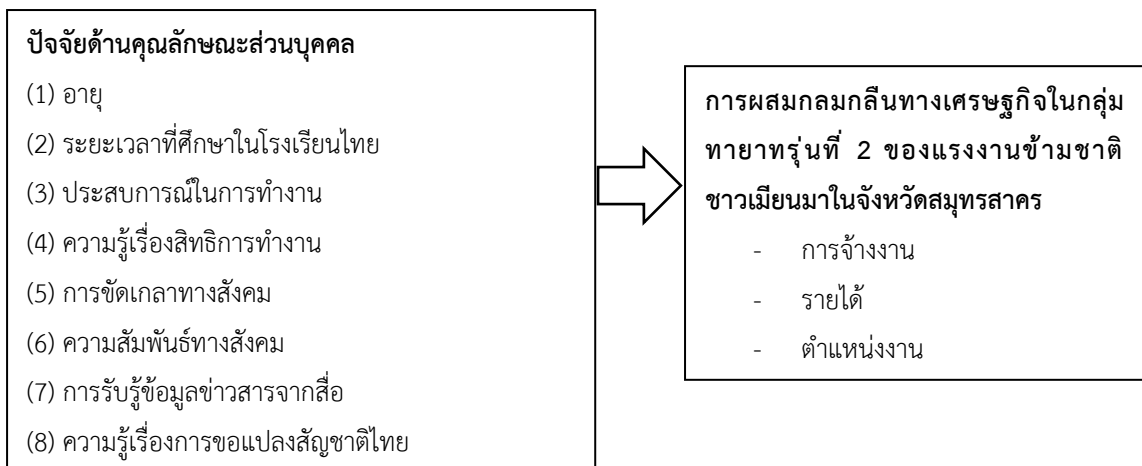 ปัจจัยด้านคุณลักษณะส่วนบุคคล
(1) อายุ
(2) ระยะเวลาที่ศึกษาในโรงเรียนไทย
(3) ประสบการณ์ในการทำงาน
(4) ความรู้เรื่องสิทธิการทำงาน
(5) การขัดเกลาทางสังคม
(6) ความสัมพันธ์ทางสังคม
(7) การรับรู้ข้อมูลข่าวสารจากสื่อ
(8) ความรู้เรื่องการขอแปลงสัญชาติไทย
การผสมกลมกลืนทางเศรษฐกิจในกลุ่ม
ทายาทรุ่นที่ 2 ของแรงงานข้ามชาติ
ชาวเมียนมาในจังหวัดสมุทรสาคร
- การจ้างงาน
- รายได้
- ตำแหน่งงาน